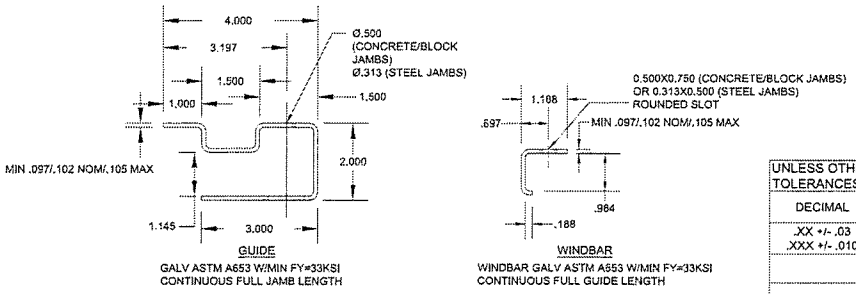 4.000
3.197
1.500
1.000
Ø.500
(CONCRETE/BLOCK
JAMBS)
Ø.313 (STEEL JAMBS)
1.500
2.000
MIN .097/.102 NOM/.105 MAX
1.145
3.000
GUIDE
GALV ASTM A653 W/MIN FY=33KSI
CONTINUOUS FULL JAMB LENGTH
0.500X0.750 (CONCRETE/BLOCK JAMBS)
OR 0.313X0.500 (STEEL JAMBS)
ROUNDED SLOT
1.188
.697
MIN .097/.102 NOM/.105 MAX
.984
.188
WINDBAR
WINDBAR GALV ASTM A653 W/MIN FY=33KSI
CONTINUOUS FULL GUIDE LENGTH
UNLESS OTH
TOLERANCES
DECIMAL
.XX +/- .03
.XXX +/- .010